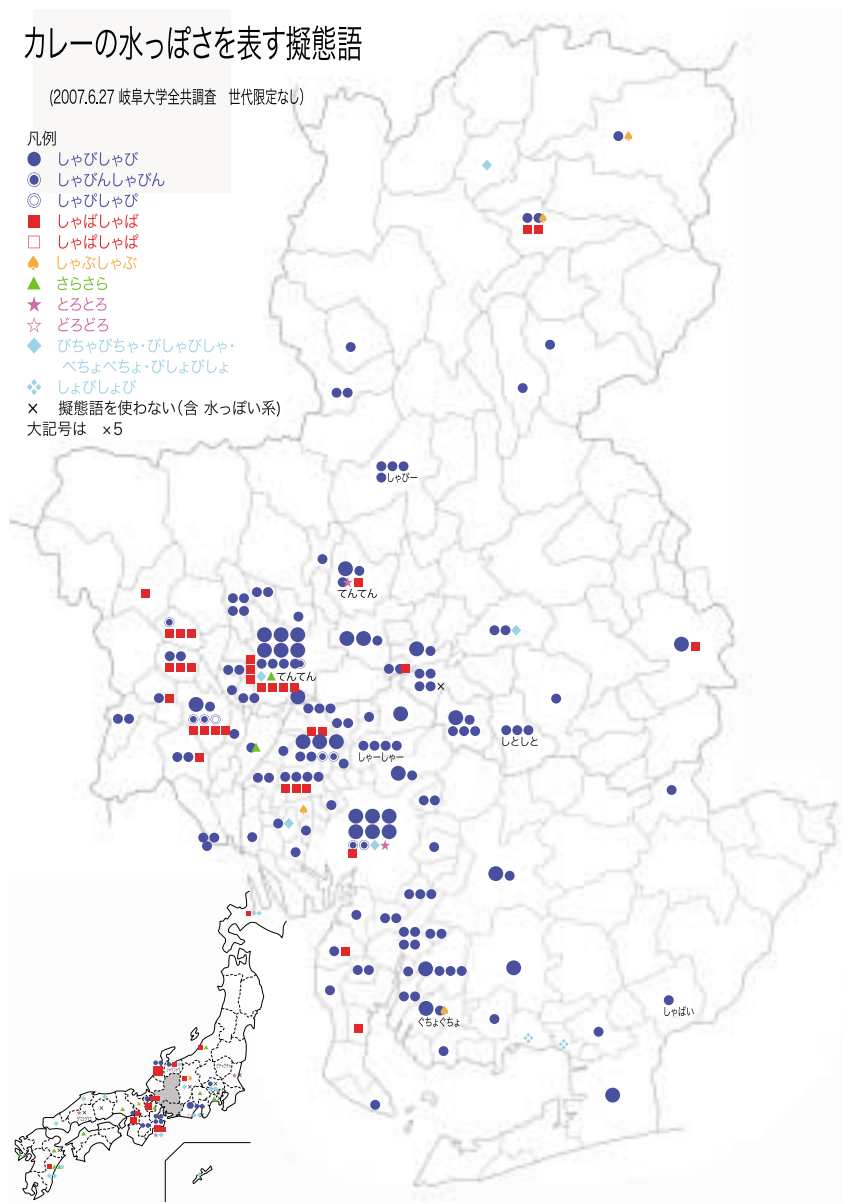 カレーの水っぽさを表す擬態語
(2007.6.27 岐阜大学全共調査　世代限定なし)
凡例
しゃびしゃび
しゃびんしゃびん
しゃぴしゃぴ
しゃばしゃば
しゃぱしゃぱ
しゃぶしゃぶ
さらさら
とろとろ
どろどろ
びちゃびちゃ・びしゃびしゃ・
べちょべちょ・びしょびしょ
しょびしょび
× 擬態語を使わない(含 水っぽい系)
大記号は ×5
しゃびー
てんてん
てんてん
しとしと
しゃーしゃー
しゃばい
ぐちょぐちょ